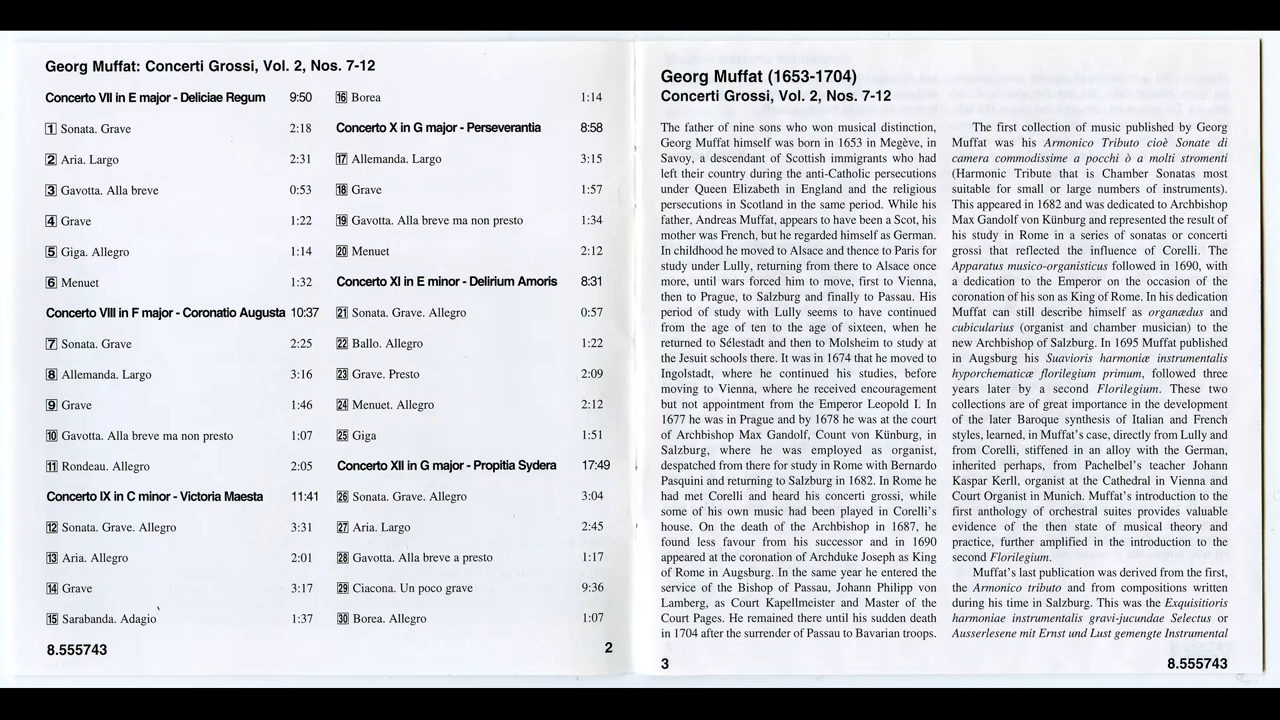 Georg Muffat: Concerti Grossi, Vol. 2, Nos. 7-12
Concerto VII in E major - Deliciae Regum 9:50
1 Sonata. Grave 2:18
2 Aria. Largo 2:31
3 Gavotta. Alla breve 0:53
4 Grave 1:22
5 Giga. Allegro 1:14
6 Menuet 1:32
Concerto VIII in F major - Coronatio Augusta 10:37
7 Sonata. Grave 2:25
8 Allemanda. Largo 3:16
9 Grave 1:46
10 Gavotta. Alla breve ma non presto 1:07
11 Rondeau. Allegro 2:05
Concerto IX in C minor - Victoria Maesta 11:41
12 Sonata. Grave. Allegro 3:31
13 Aria. Allegro 2:01
14 Grave 3:17
15 Sarabanda. Adagio 1:37
16 Borea 1:14
Concerto X in G major - Perseverantia 8:58
17 Allemanda. Largo 3:15
18 Grave 1:57
19 Gavotta. Alla breve ma non presto 1:34
20 Menuet 2:12
Concerto XI in E minor - Delirium Amoris 8:31
21 Sonata. Grave. Allegro 0:57
22 Ballo. Allegro 1:22
23 Grave. Presto 2:09
24 Menuet. Allegro 2:12
25 Giga 1:51
Concerto XII in G major - Propitia Sydera 17:49
26 Sonata. Grave. Allegro 3:04
27 Aria. Largo 2:45
28 Gavotta. Alla breve a presto 1:17
29 Ciacona. Un poco grave 9:36
30 Borea. Allegro 1:07
8.555743 2
Georg Muffat (1653-1704)
Concerti Grossi, Vol. 2, Nos. 7-12
The father of nine sons who won musical distinction,
Georg Muffat himself was born in 1653 in Megève, in
Savoy, a descendant of Scottish immigrants who had
left their country during the anti-Catholic persecutions
under Queen Elizabeth in England and the religious
persecutions in Scotland in the same period. While his
father, Andreas Muffat, appears to have been a Scot, his
mother was French, but he regarded himself as German.
In childhood he moved to Alsace and thence to Paris for
study under Lully, returning from there to Alsace once
more, until wars forced him to move, first to Vienna,
then to Prague, to Salzburg and finally to Passau. His
period of study with Lully seems to have continued
from the age of ten to the age of sixteen, when he
returned to Sélestadt and then to Molsheim to study at
the Jesuit schools there. It was in 1674 that he moved to
Ingolstadt, where he continued his studies, before
moving to Vienna, where he received encouragement
but not appointment from the Emperor Leopold I. In
1677 he was in Prague and by 1678 he was at the court
of Archbishop Max Gandolf, Count von Künburg, in
Salzburg, where he was employed as organist,
despatched from there for study in Rome with Bernardo
Pasquini and returning to Salzburg in 1682. In Rome he
had met Corelli and heard his concerti grossi, while
some of his own music had been played in Corelli's
house. On the death of the Archbishop in 1687, he
found less favour from his successor and in 1690
appeared at the coronation of Archduke Joseph as King
of Rome in Augsburg. In the same year he entered the
service of the Bishop of Passau, Johann Philipp von
Lamberg, as Court Kapellmeister and Master of the
Court Pages. He remained there until his sudden death
in 1704 after the surrender of Passau to Bavarian troops.
The first collection of music published by Georg
Muffat was his Armonico Tributo cioè Sonate di
camera commodissime a pocchi ò a molti stromenti
(Harmonic Tribute that is Chamber Sonatas most
suitable for small or large numbers of instruments).
This appeared in 1682 and was dedicated to Archbishop
Max Gandolf von Künburg and represented the result of
his study in Rome in a series of sonatas or concerti
grossi that reflected the influence of Corelli. The
Apparatus musico-organisticus followed in 1690, with
a dedication to the Emperor on the occasion of the
coronation of his son as King of Rome. In his dedication
Muffat can still describe himself as organædus and
cubicularius (organist and chamber musician) to the
new Archbishop of Salzburg. In 1695 Muffat published
in Augsburg his Suavioris harmoniæ instrumentalis
hyporchematicæ florilegium primum, followed three
years later by a second Florilegium. These two
collections are of great importance in the development
of the later Baroque synthesis of Italian and French
styles, learned, in Muffat's case, directly from Lully and
from Corelli, stiffened in an alloy with the German,
inherited perhaps, from Pachelbel's teacher Johann
Kaspar Kerll, organist at the Cathedral in Vienna and
Court Organist in Munich. Muffat's introduction to the
first anthology of orchestral suites provides valuable
evidence of the then state of musical theory and
practice, further amplified in the introduction to the
second Florilegium.
Muffat's last publication was derived from the first,
the Armonico tributo and from compositions written
during his time in Salzburg. This was the Exquisitioris
harmoniae instrumentalis gravi-jucundae Selectus or
Ausserlesene mit Ernst und Lust gemengte Instrumental
3 8.555743